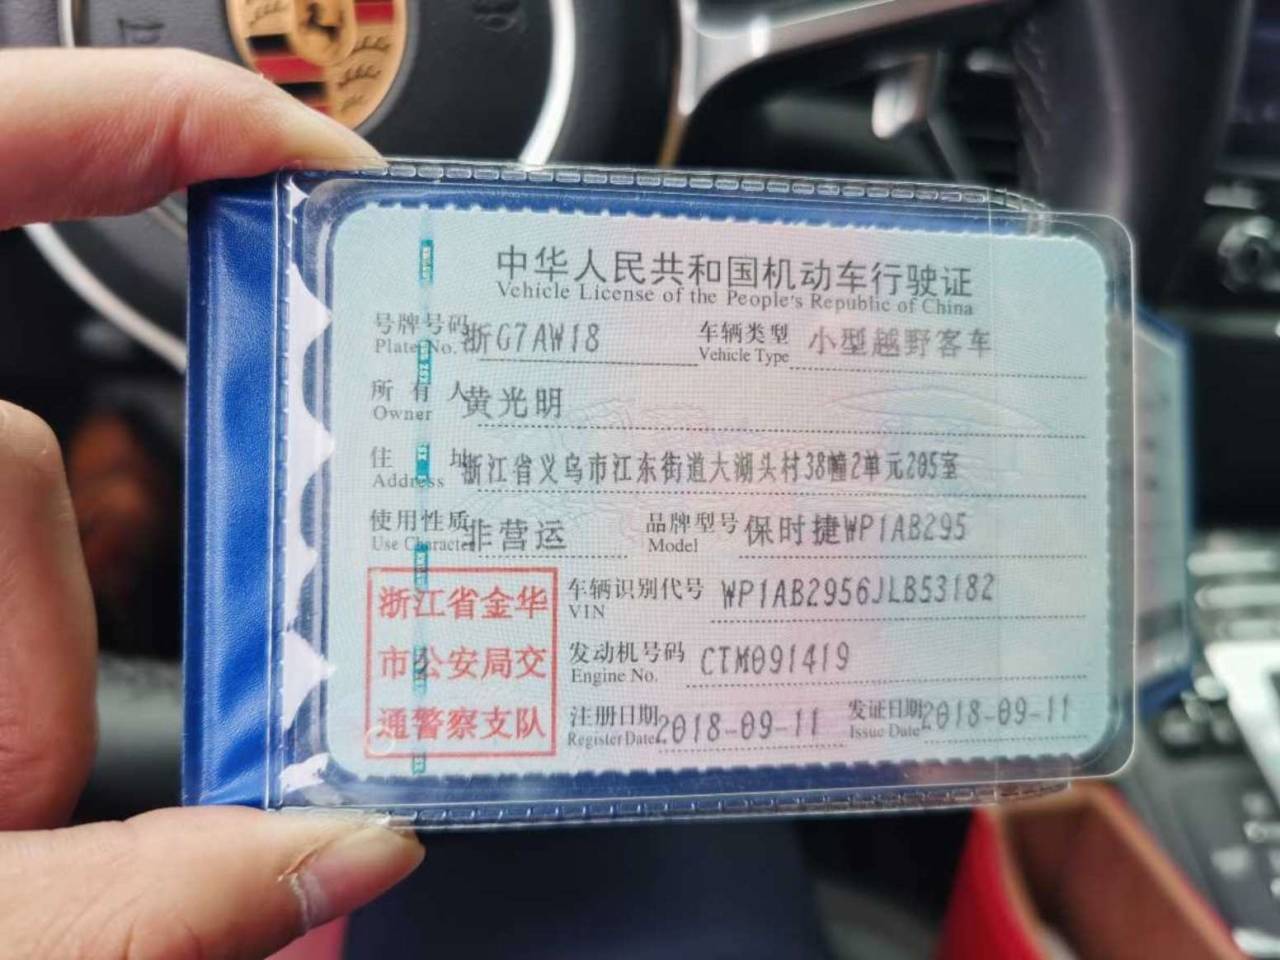 中华人民共和国机动车行驶证
Vehicle License of the People's Republic of China
号牌号码 浙G7AW18 车辆类型 小型越野客车
Plate No. Vehicle Type
所有人 黄光明
Owner
住址 浙江省义乌市江东街道大湖头村38幢2单元205室
Address
使用性质 非营运 品牌型号 保时捷WP1AB295
Use Character Model
浙江省金华 车辆识别代号 WP1AB2956JLB53182
VIN
市公安局交 发动机号码 CTM091419
Engine No.
通警察支队 注册日期 2018-09-11 发证日期 2018-09-11
Register Date Issue Date